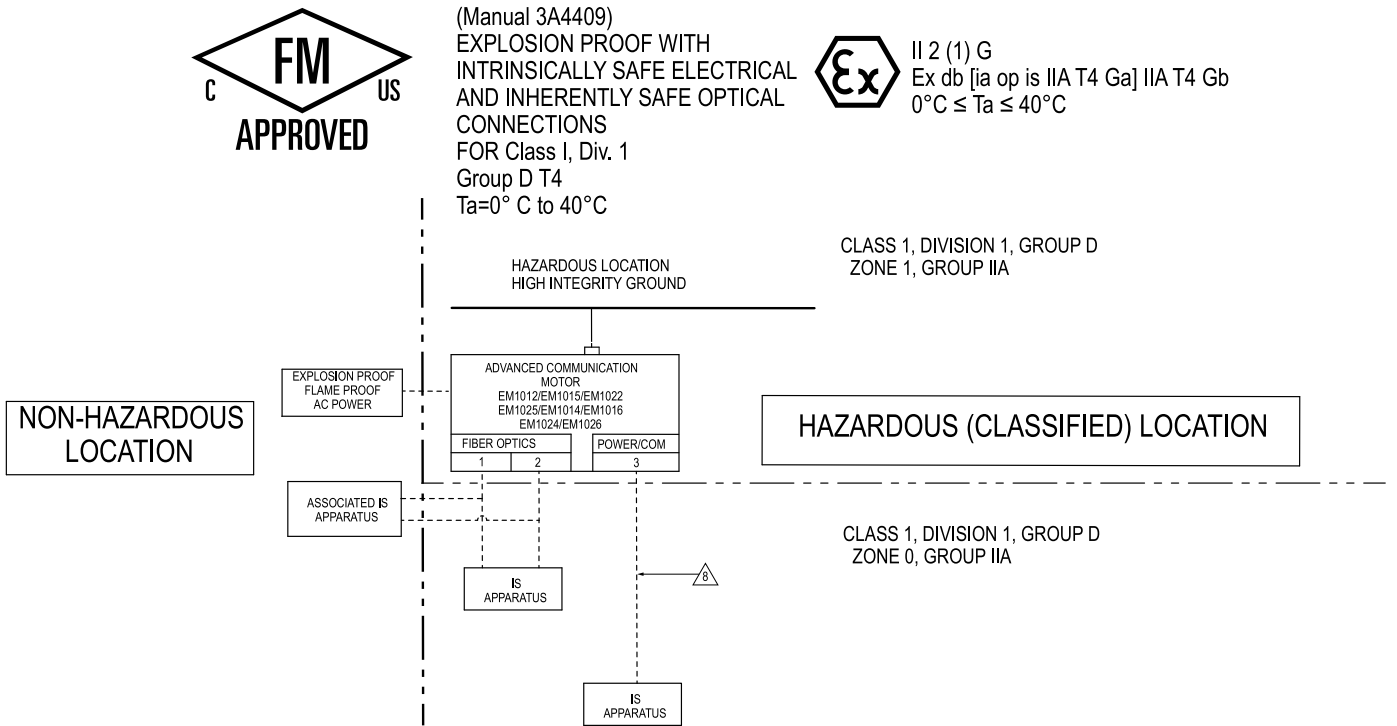 FM
C
US
APPROVED
(Manual 3A4409)
EXPLOSION PROOF WITH
INTRINSICALLY SAFE ELECTRICAL
AND INHERENTLY SAFE OPTICAL
CONNECTIONS
FOR Class I, Div. 1
Group D T4
Ta=0° C to 40°C
Ex
II 2 (1) G
Ex db [ia op is IIA T4 Ga] IIA T4 Gb
0°C ≤ Ta ≤ 40°C
CLASS 1, DIVISION 1, GROUP D
ZONE 1, GROUP IIA
HAZARDOUS LOCATION
HIGH INTEGRITY GROUND
EXPLOSION PROOF
FLAME PROOF
AC POWER
ADVANCED COMMUNICATION
MOTOR
EM1012/EM1015/EM1022
EM1025/EM1014/EM1016
EM1024/EM1026
FIBER OPTICS
POWER/COM
1
2
3
NON-HAZARDOUS
LOCATION
HAZARDOUS (CLASSIFIED) LOCATION
ASSOCIATED IS
APPARATUS
CLASS 1, DIVISION 1, GROUP D
ZONE 0, GROUP IIA
IS
APPARATUS
8
IS
APPARATUS